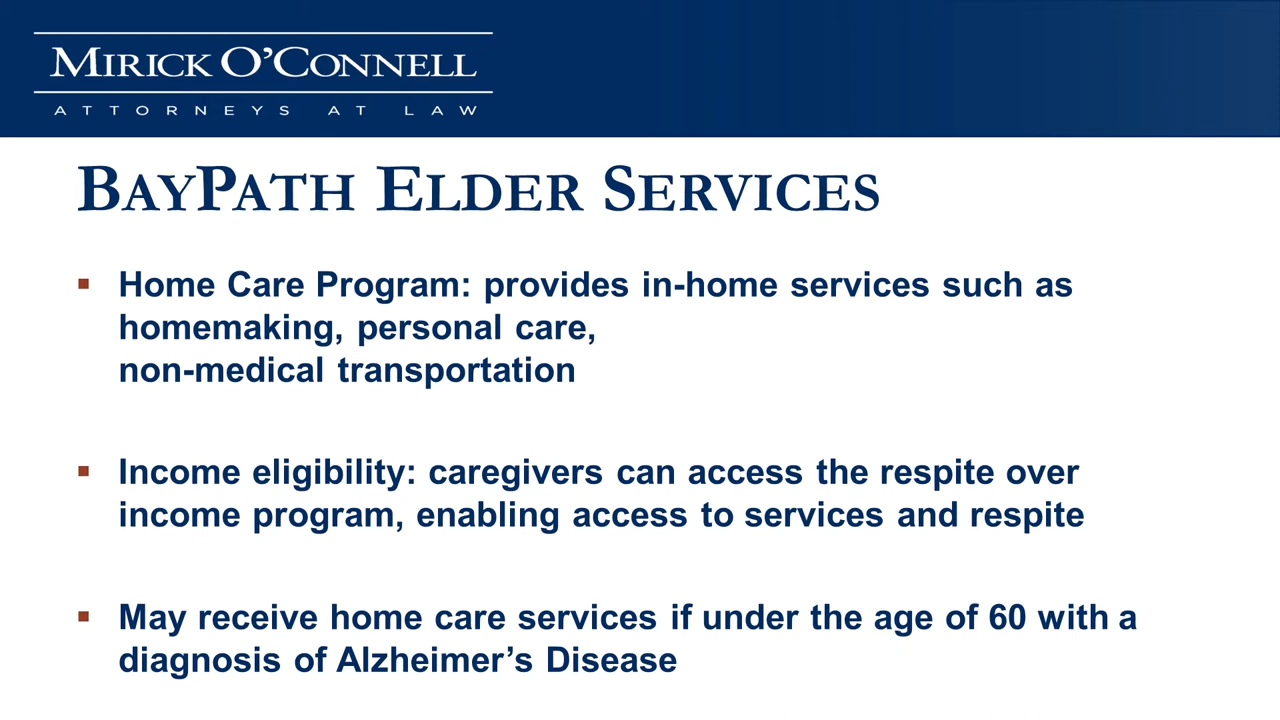 MIRICK O’CONNELL
ATTORNEYS AT LAW
BAYPATH ELDER SERVICES
▪ Home Care Program: provides in-home services such as
homemaking, personal care,
non-medical transportation
▪ Income eligibility: caregivers can access the respite over
income program, enabling access to services and respite
▪ May receive home care services if under the age of 60 with a
diagnosis of Alzheimer’s Disease